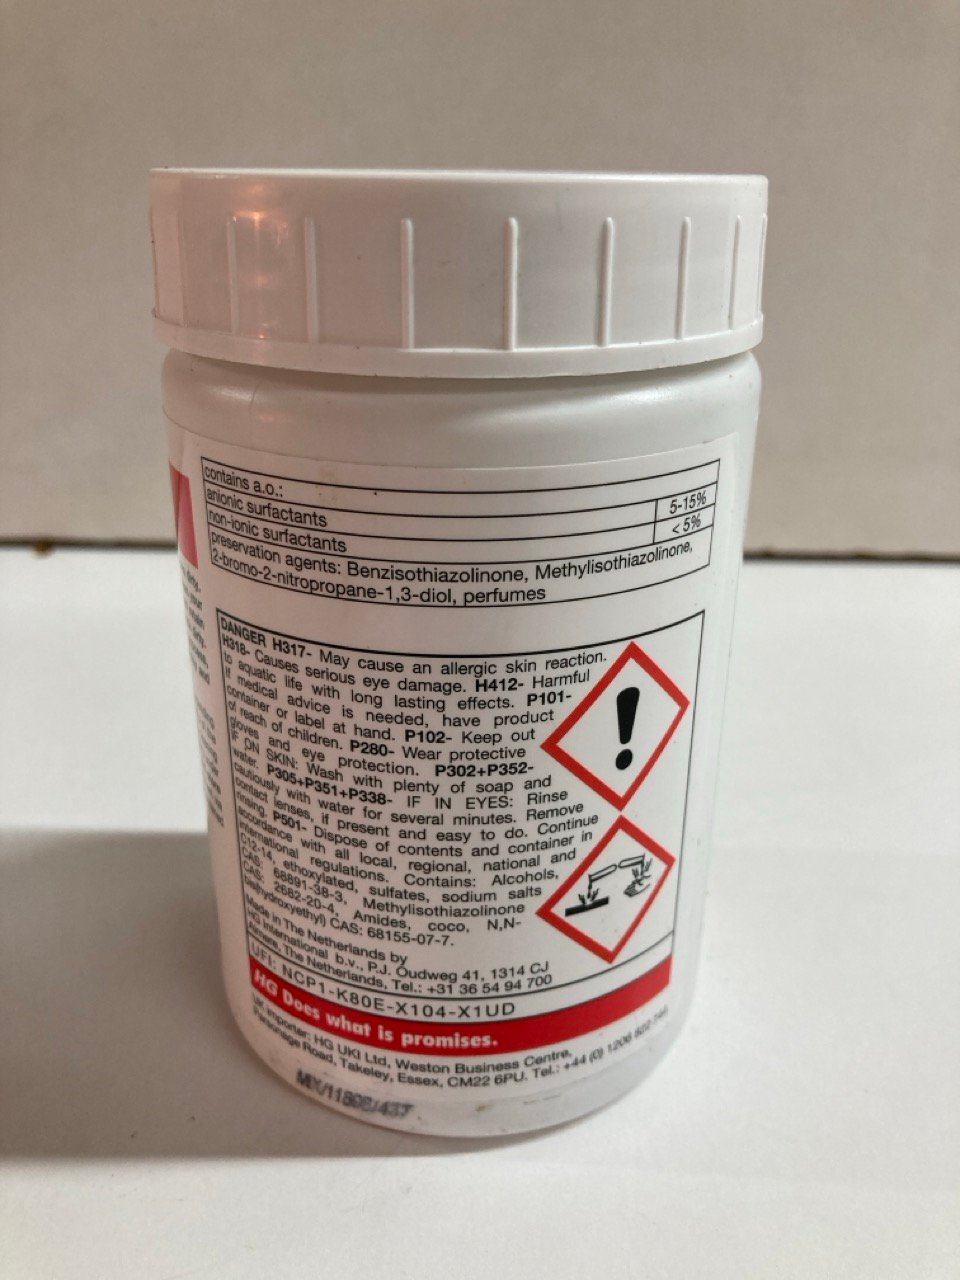 contains a.o.:
anionic surfactants 5-15%
non-ionic surfactants <5%
preservation agents: Benzisothiazolinone, Methylisothiazolinone,
2-bromo-2-nitropropane-1,3-diol, perfumes
DANGER H317- May cause an allergic skin reaction.
H318- Causes serious eye damage. H412- Harmful
to aquatic life with long lasting effects. P101-
If medical advice is needed, have product
container or label at hand. P102- Keep out
of reach of children. P280- Wear protective
gloves and eye protection. P302+P352-
IF ON SKIN: Wash with plenty of soap and
water. P305+P351+P338- IF IN EYES: Rinse
cautiously with water for several minutes. Remove
contact lenses, if present and easy to do. Continue
rinsing. P501- Dispose of contents and container in
accordance with all local, regional, national and
international regulations. Contains: Alcohols,
C12-14, ethoxylated, sulfates, sodium salts
CAS: 68891-38-3, Methylisothiazolinone
CAS: 2682-20-4, Amides, coco, N,N-
bis(hydroxyethyl) CAS: 68155-07-7.
Made in The Netherlands by
HG International b.v., P.J. Oudweg 41, 1314 CJ
Almere, The Netherlands, Tel.: +31 36 54 94 700
UFI: NCP1-K80E-X104-X1UD
HG Does what is promises.
UK importer: HG UKI Ltd, Weston Business Centre,
Parsonage Road, Takeley, Essex, CM22 6PU. Tel.: +44 (0) 1206